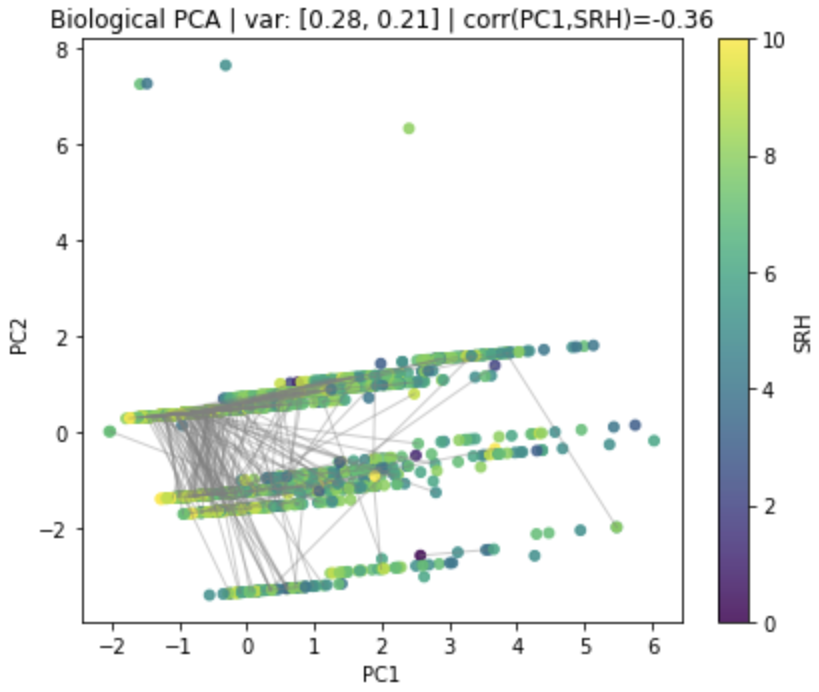 Biological PCA | var: [0.28, 0.21] | corr(PC1,SRH)=-0.36
8
6
4
2
0
−2
PC2
−2 −1 0 1 2 3 4 5 6
PC1
10
8
6
4
2
0
SRH